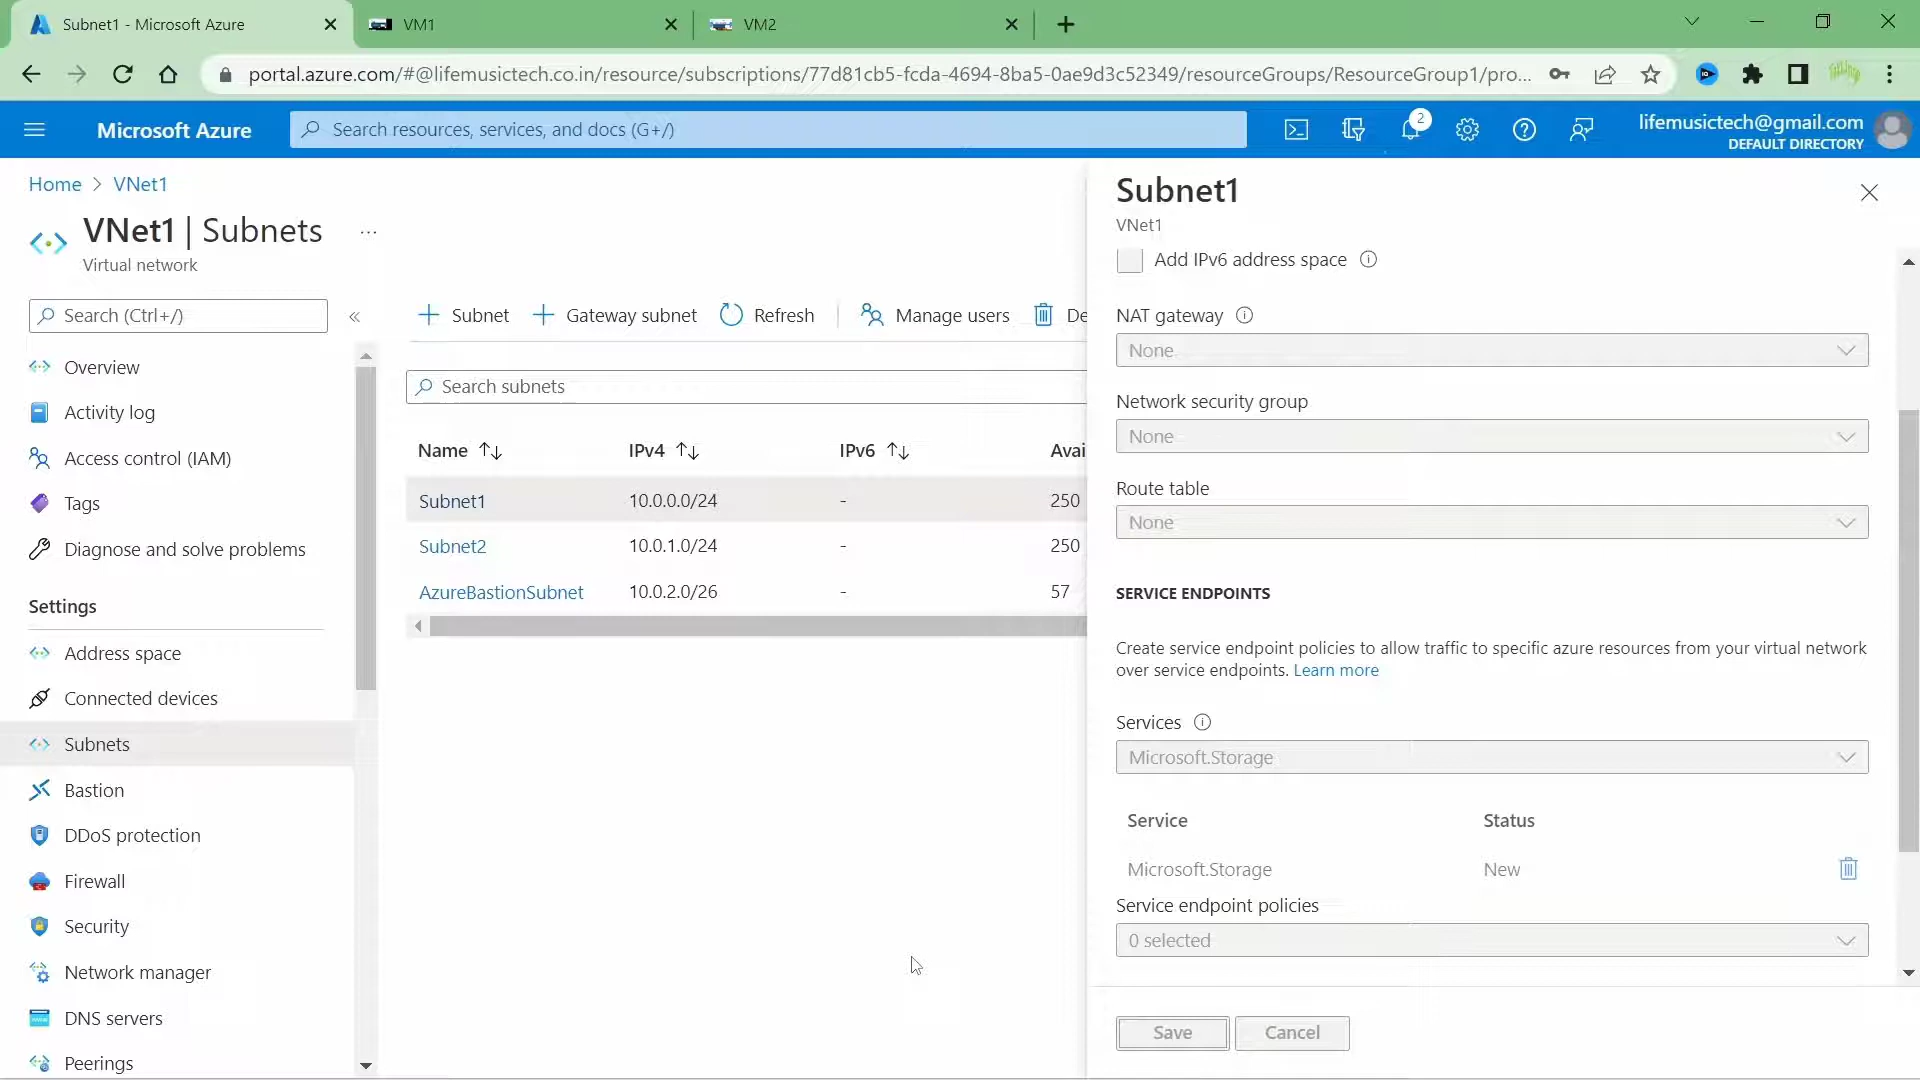 Subnet1 - Microsoft Azure
VM1
VM2
portal.azure.com/#@lifemusictech.co.in/resource/subscriptions/77d81cb5-fcda-4694-8ba5-0ae9d3c52349/resourceGroups/ResourceGroup1/pro...
Microsoft Azure
Search resources, services, and docs (G+/)
2
lifemusictech@gmail.com
DEFAULT DIRECTORY
Home > VNet1
VNet1 | Subnets
...
Virtual network
Search (Ctrl+/)
«
Overview
Activity log
Access control (IAM)
Tags
Diagnose and solve problems
Settings
Address space
Connected devices
Subnets
Bastion
DDoS protection
Firewall
Security
Network manager
DNS servers
Peerings
+ Subnet
+ Gateway subnet
Refresh
Manage users
De
Search subnets
Name IPv4 IPv6 Avai
Subnet1 10.0.0.0/24 - 250
Subnet2 10.0.1.0/24 - 250
AzureBastionSubnet 10.0.2.0/26 - 57
Subnet1
VNet1
Add IPv6 address space
NAT gateway
None
Network security group
None
Route table
None
SERVICE ENDPOINTS
Create service endpoint policies to allow traffic to specific azure resources from your virtual network
over service endpoints. Learn more
Services
Microsoft.Storage
Service Status
Microsoft.Storage New
Service endpoint policies
0 selected
Save
Cancel